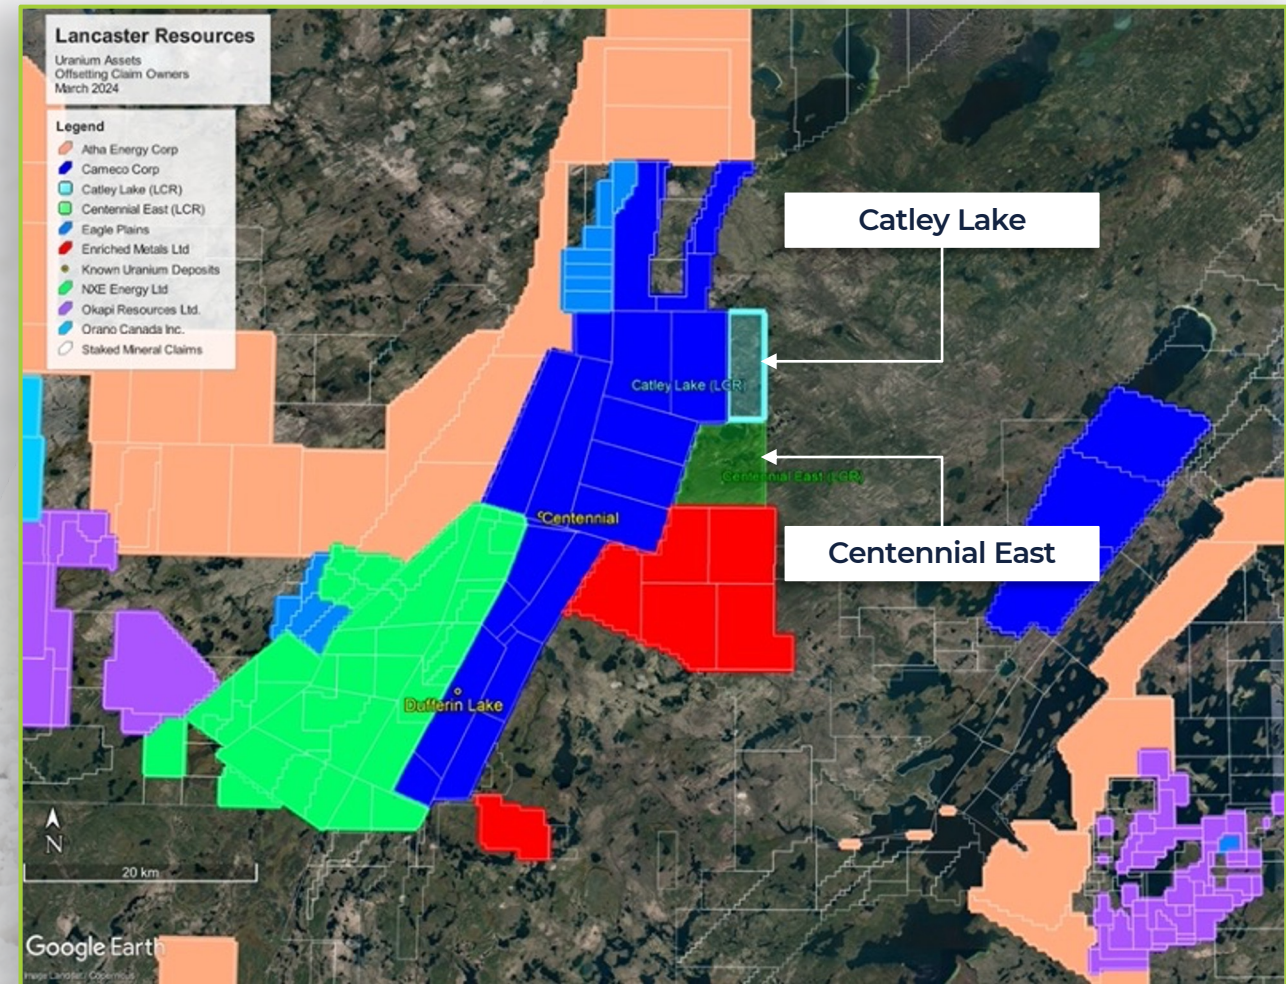 Lancaster Resources
Uranium Assets
Offsetting Claim Owners
March 2024
Legend
Atha Energy Corp
Cameco Corp
Catley Lake (LCR)
Centennial East (LCR)
Eagle Plains
Enriched Metals Ltd
Known Uranium Deposits
NXE Energy Ltd
Okapi Resources Ltd.
Orano Canada Inc.
Staked Mineral Claims
Catley Lake
Catley Lake (LCR)
Centennial East (LCR)
Centennial
Centennial East
Dufferin Lake
N
20 km
Google Earth
Image Landsat / Copernicus